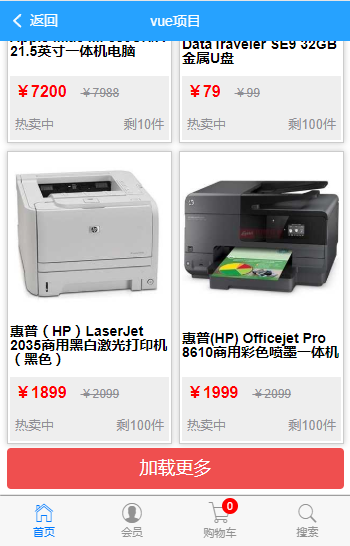 返回
vue项目
21.5英寸一体机电脑
DataTraveler SE9 32GB
金属U盘
￥7200 ￥7988
￥79 ￥99
热卖中 剩10件
热卖中 剩100件
惠普（HP）LaserJet
2035商用黑白激光打印机
（黑色）
惠普(HP) Officejet Pro
8610商用彩色喷墨一体机
￥1899 ￥2099
￥1999 ￥2999
热卖中 剩100件
热卖中 剩100件
加载更多
0
首页
会员
购物车
搜索